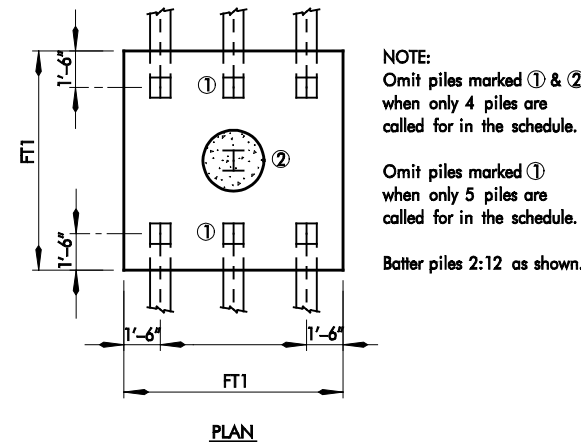 1'-6"
①
NOTE:
Omit piles marked ① & ②
when only 4 piles are
called for in the schedule.
FT1
②
Omit piles marked ①
when only 5 piles are
called for in the schedule.
1'-6"
①
Batter piles 2:12 as shown.
1'-6"
1'-6"
FT1
PLAN